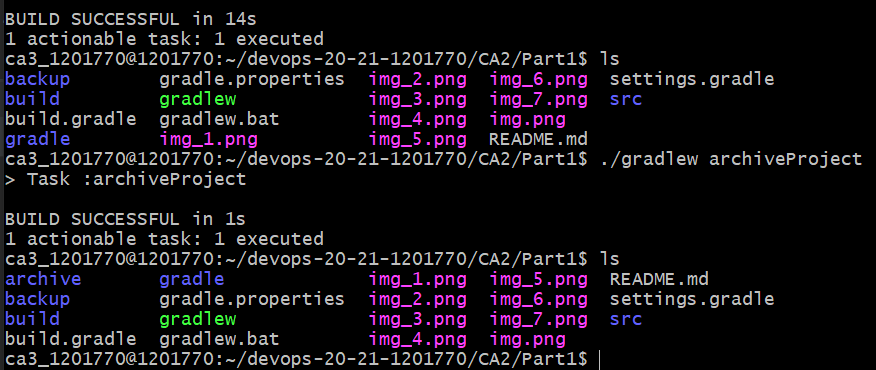 BUILD SUCCESSFUL in 14s
1 actionable task: 1 executed
ca3_1201770@1201770:~/devops-20-21-1201770/CA2/Part1$ ls
backup          gradle.properties  img_2.png  img_6.png  settings.gradle
build           gradlew            img_3.png  img_7.png  src
build.gradle  gradlew.bat        img_4.png  img.png
gradle          img_1.png          img_5.png  README.md
ca3_1201770@1201770:~/devops-20-21-1201770/CA2/Part1$ ./gradlew archiveProject
> Task :archiveProject

BUILD SUCCESSFUL in 1s
1 actionable task: 1 executed
ca3_1201770@1201770:~/devops-20-21-1201770/CA2/Part1$ ls
archive         gradle             img_1.png  img_5.png  README.md
backup          gradle.properties  img_2.png  img_6.png  settings.gradle
build           gradlew            img_3.png  img_7.png  src
build.gradle  gradlew.bat        img_4.png  img.png
ca3_1201770@1201770:~/devops-20-21-1201770/CA2/Part1$